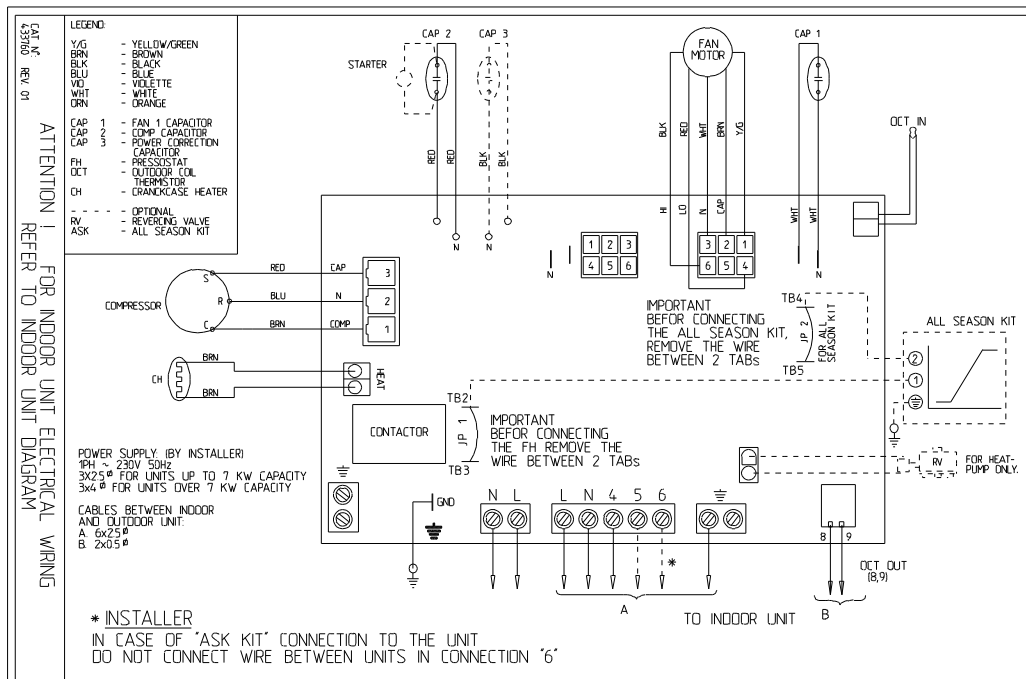 CAT. Nº.
433760 REV. 01
ATTENTION ! FOR INDOOR UNIT ELECTRICAL WIRING
REFER TO INDOOR UNIT DIAGRAM
LEGEND:
Y/G - YELLOW/GREEN
BRN - BROWN
BLK - BLACK
BLU - BLUE
VIO - VIOLETTE
WHT - WHITE
ORN - ORANGE
CAP 1 - FAN 1 CAPACITOR
CAP 2 - COMP CAPACITOR
CAP 3 - POWER CORRECTION
CAPACITOR
FH - PRESSOSTAT
OCT - OUTDOOR COIL
THERMISTOR
CH - CRANCKCASE HEATER
- - - - - - OPTIONAL
RV - REVERCING VALVE
ASK - ALL SEASON KIT
CAP 2
CAP 3
STARTER
RED
RED
BLK
BLK
N
N
FAN
MOTOR
BLK
RED
WHT
BRN
Y/G
HI
LO
N
CAP
CAP 1
WHT
WHT
N
OCT IN
N
1 2 3
4 5 6
3 2 1
6 5 4
COMPRESSOR
S
R
C
RED
BLU
BRN
CAP
N
COMP
3
2
1
CH
BRN
BRN
HEAT
IMPORTANT
BEFOR CONNECTING
THE ALL SEASON KIT,
REMOVE THE WIRE
BETWEEN 2 TABs
TB4
JP 2
FOR ALL
SEASON KIT
TB5
ALL SEASON KIT
2
1
CONTACTOR
TB2
JP 1
TB3
IMPORTANT
BEFOR CONNECTING
THE FH REMOVE THE
WIRE BETWEEN 2 TABs
RV
FOR HEAT-
PUMP ONLY.
POWER SUPPLY: (BY INSTALLER)
1PH ~ 230V 50Hz
3X2.5 ⌀ FOR UNITS UP TO 7 KW CAPACITY
3x4 ⌀ FOR UNITS OVER 7 KW CAPACITY
CABLES BETWEEN INDOOR
AND OUTDOOR UNIT:
A. 6x2.5 ⌀
B. 2x0.5 ⌀
GND
N L
L N 4 5 6
*
8 9
OCT OUT
(8,9)
A
TO INDOOR UNIT
B
* INSTALLER
IN CASE OF "ASK KIT" CONNECTION TO THE UNIT
DO NOT CONNECT WIRE BETWEEN UNITS IN CONNECTION "6"